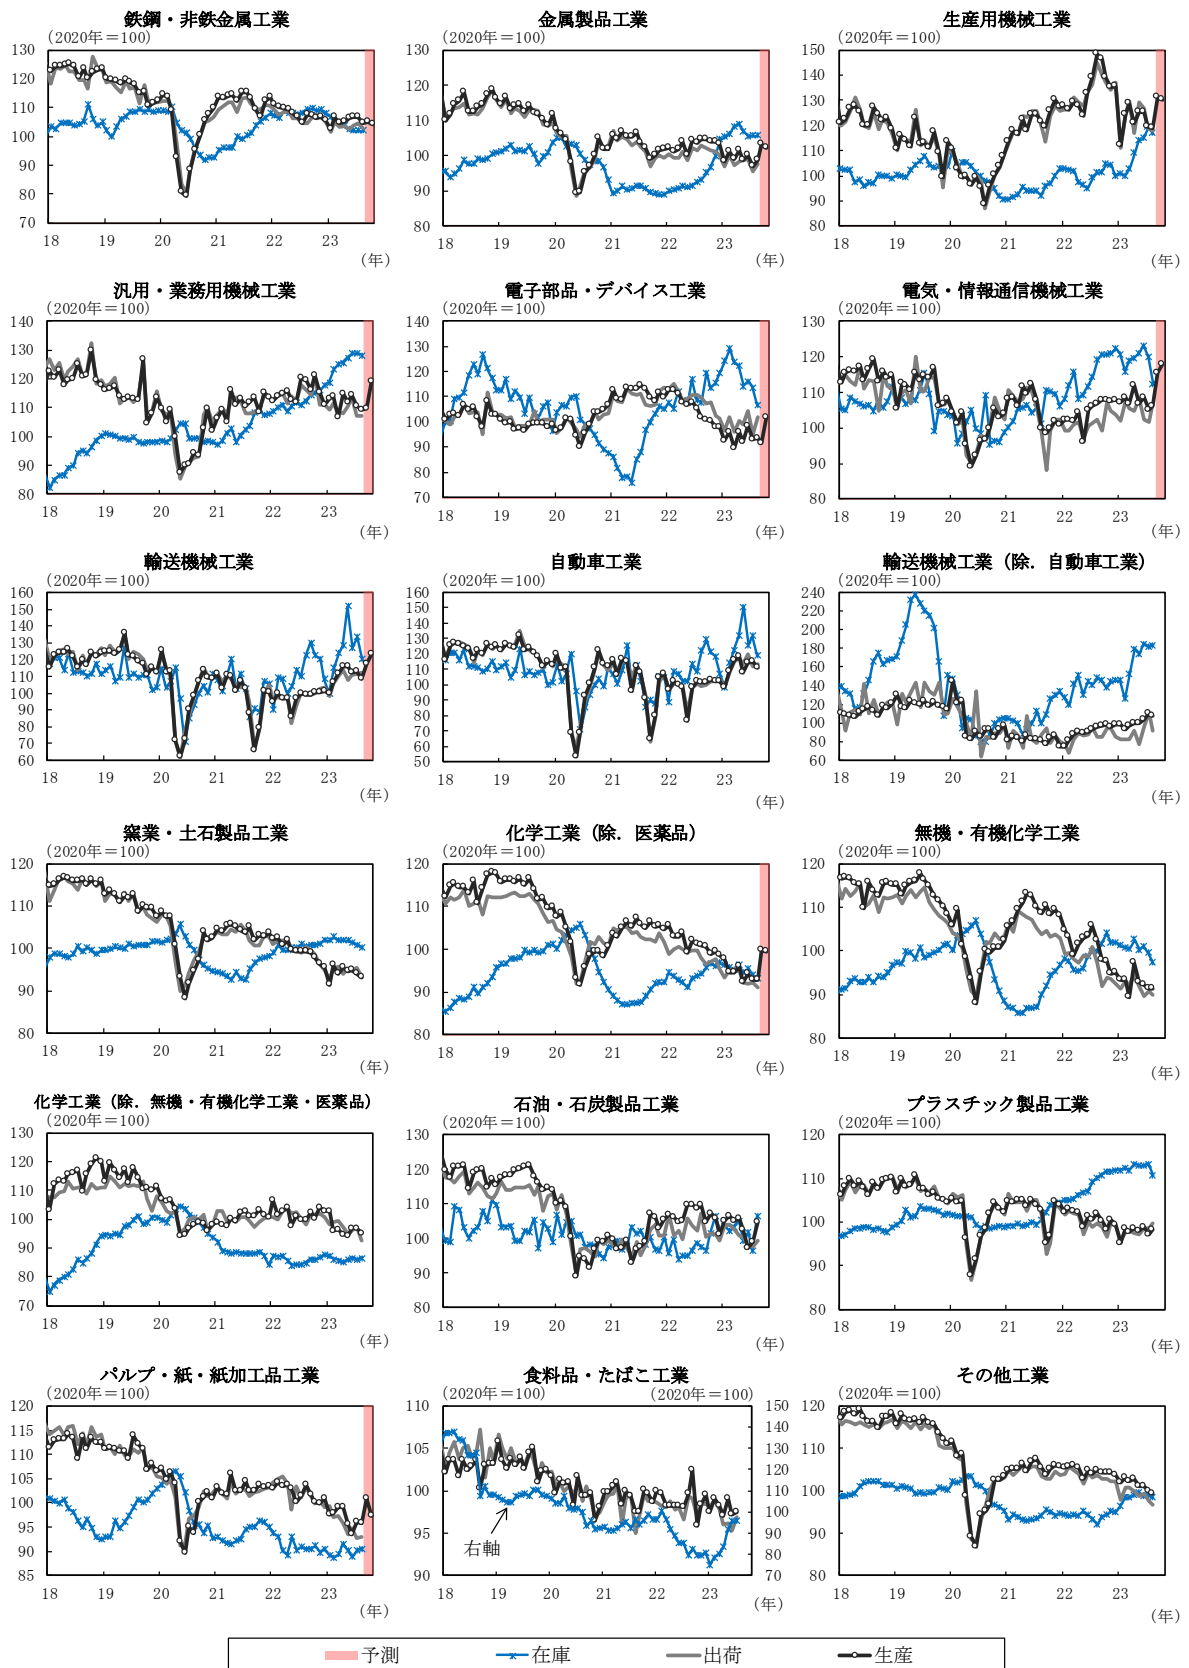 鉄鋼・非鉄金属工業
(2020年＝100)
130
120
110
100
90
80
70
18 19 20 21 22 23
(年)
金属製品工業
(2020年＝100)
130
120
110
100
90
80
18 19 20 21 22 23
(年)
生産用機械工業
(2020年＝100)
150
140
130
120
110
100
90
80
18 19 20 21 22 23
(年)
汎用・業務用機械工業
(2020年＝100)
140
130
120
110
100
90
80
18 19 20 21 22 23
(年)
電子部品・デバイス工業
(2020年＝100)
140
130
120
110
100
90
80
70
18 19 20 21 22 23
(年)
電気・情報通信機械工業
(2020年＝100)
130
120
110
100
90
80
18 19 20 21 22 23
(年)
輸送機械工業
(2020年＝100)
160
150
140
130
120
110
100
90
80
70
60
18 19 20 21 22 23
(年)
自動車工業
(2020年＝100)
160
150
140
130
120
110
100
90
80
70
60
50
18 19 20 21 22 23
(年)
輸送機械工業（除．自動車工業）
(2020年＝100)
240
220
200
180
160
140
120
100
80
60
18 19 20 21 22 23
(年)
窯業・土石製品工業
(2020年＝100)
120
110
100
90
80
18 19 20 21 22 23
(年)
化学工業（除．医薬品）
(2020年＝100)
120
110
100
90
80
18 19 20 21 22 23
(年)
無機・有機化学工業
(2020年＝100)
120
110
100
90
80
18 19 20 21 22 23
(年)
化学工業（除．無機・有機化学工業・医薬品）
(2020年＝100)
130
120
110
100
90
80
70
18 19 20 21 22 23
(年)
石油・石炭製品工業
(2020年＝100)
130
120
110
100
90
80
18 19 20 21 22 23
(年)
プラスチック製品工業
(2020年＝100)
120
110
100
90
80
18 19 20 21 22 23
(年)
パルプ・紙・紙加工品工業
(2020年＝100)
120
115
110
105
100
95
90
85
18 19 20 21 22 23
(年)
食料品・たばこ工業
(2020年＝100) (2020年＝100)
110
105
100
95
90
150
140
130
120
110
100
90
80
70
右軸
18 19 20 21 22 23
(年)
その他工業
(2020年＝100)
120
110
100
90
80
18 19 20 21 22 23
(年)
予測 在庫 出荷 生産